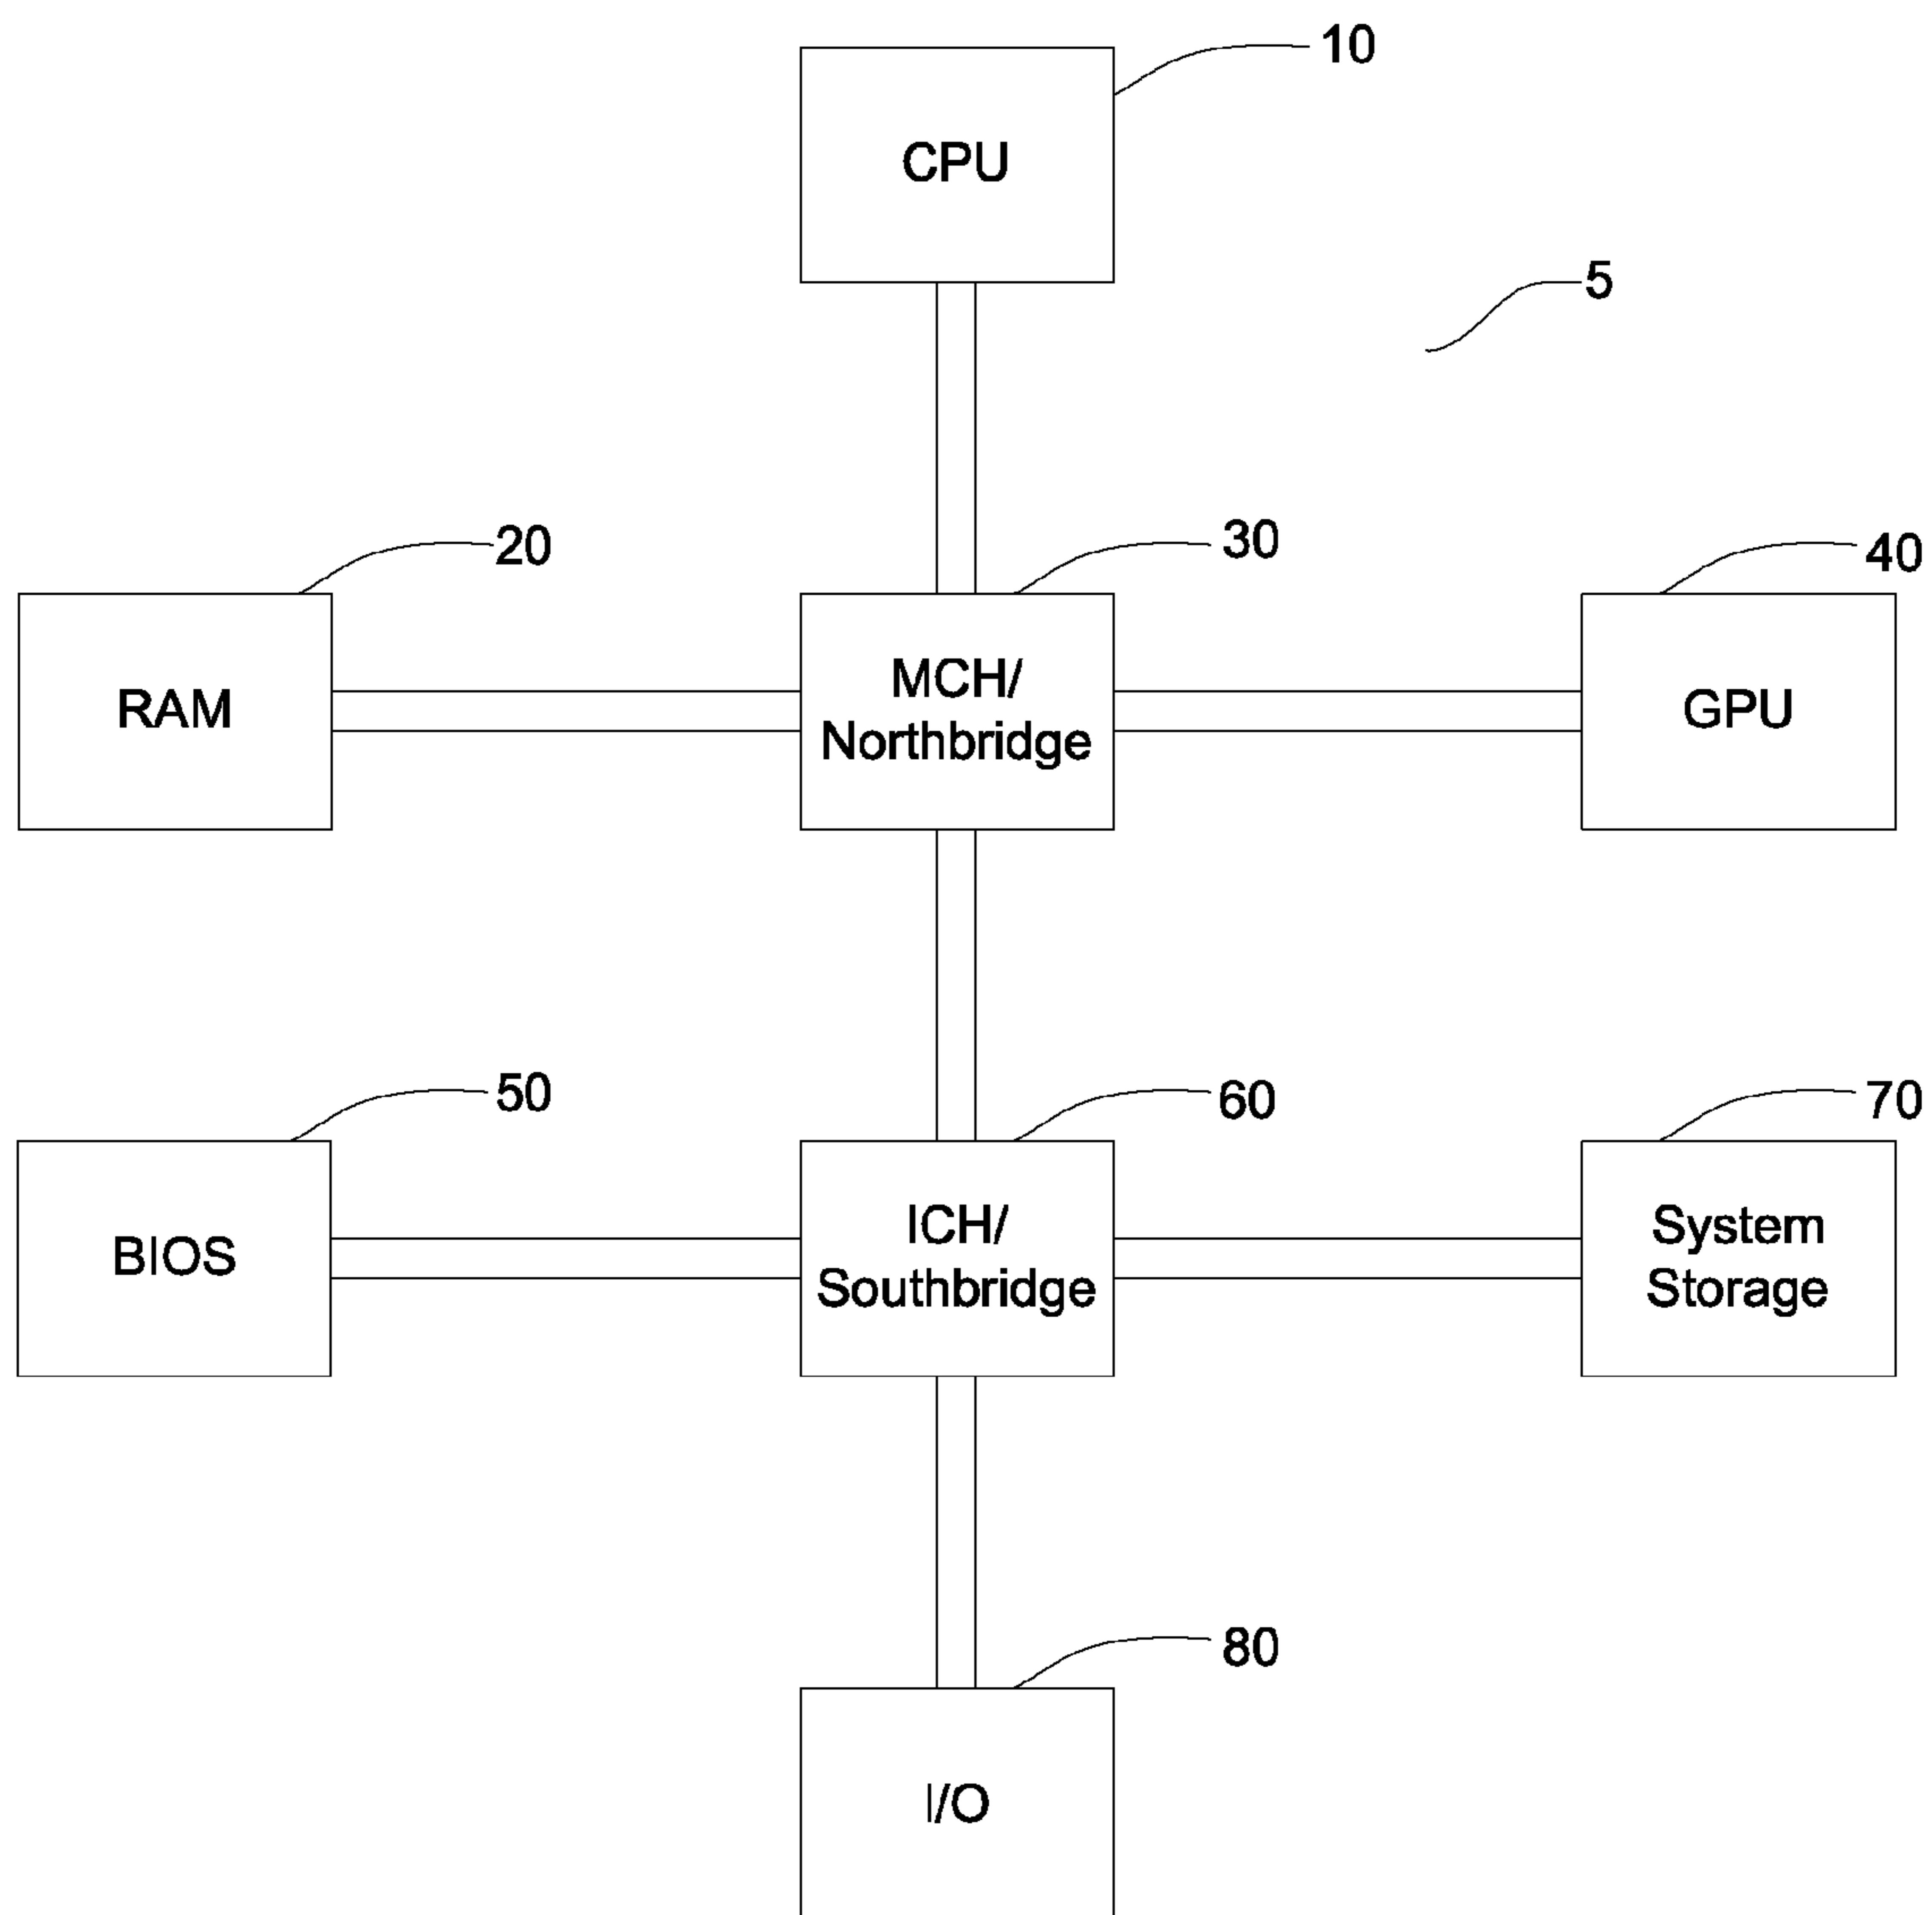 10
CPU
5
20
30
40
RAM
MCH/
Northbridge
GPU
50
60
70
BIOS
ICH/
Southbridge
System
Storage
80
I/O